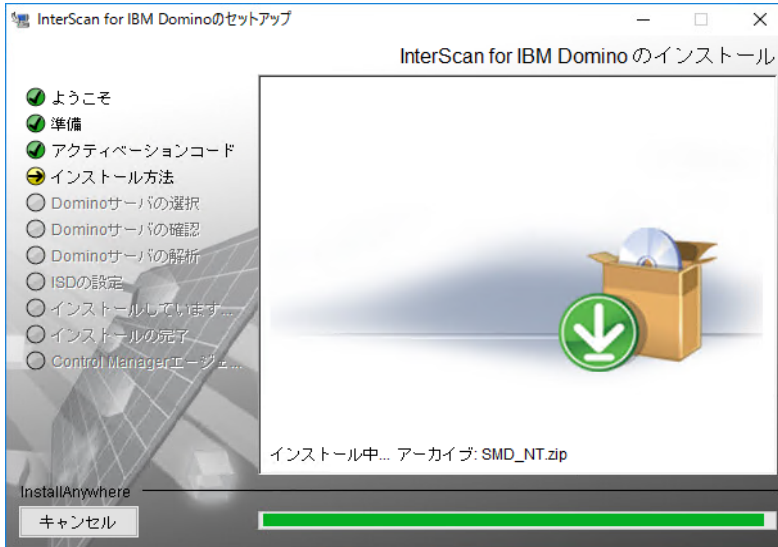 InterScan for IBM Dominoのセットアップ
InterScan for IBM Domino のインストール
ようこそ
準備
アクティベーションコード
インストール方法
Dominoサーバの選択
Dominoサーバの確認
Dominoサーバの解析
ISDの設定
インストールしています...
インストールの完了
Control Managerエージェ...
インストール中... アーカイブ: SMD_NT.zip
InstallAnywhere
キャンセル